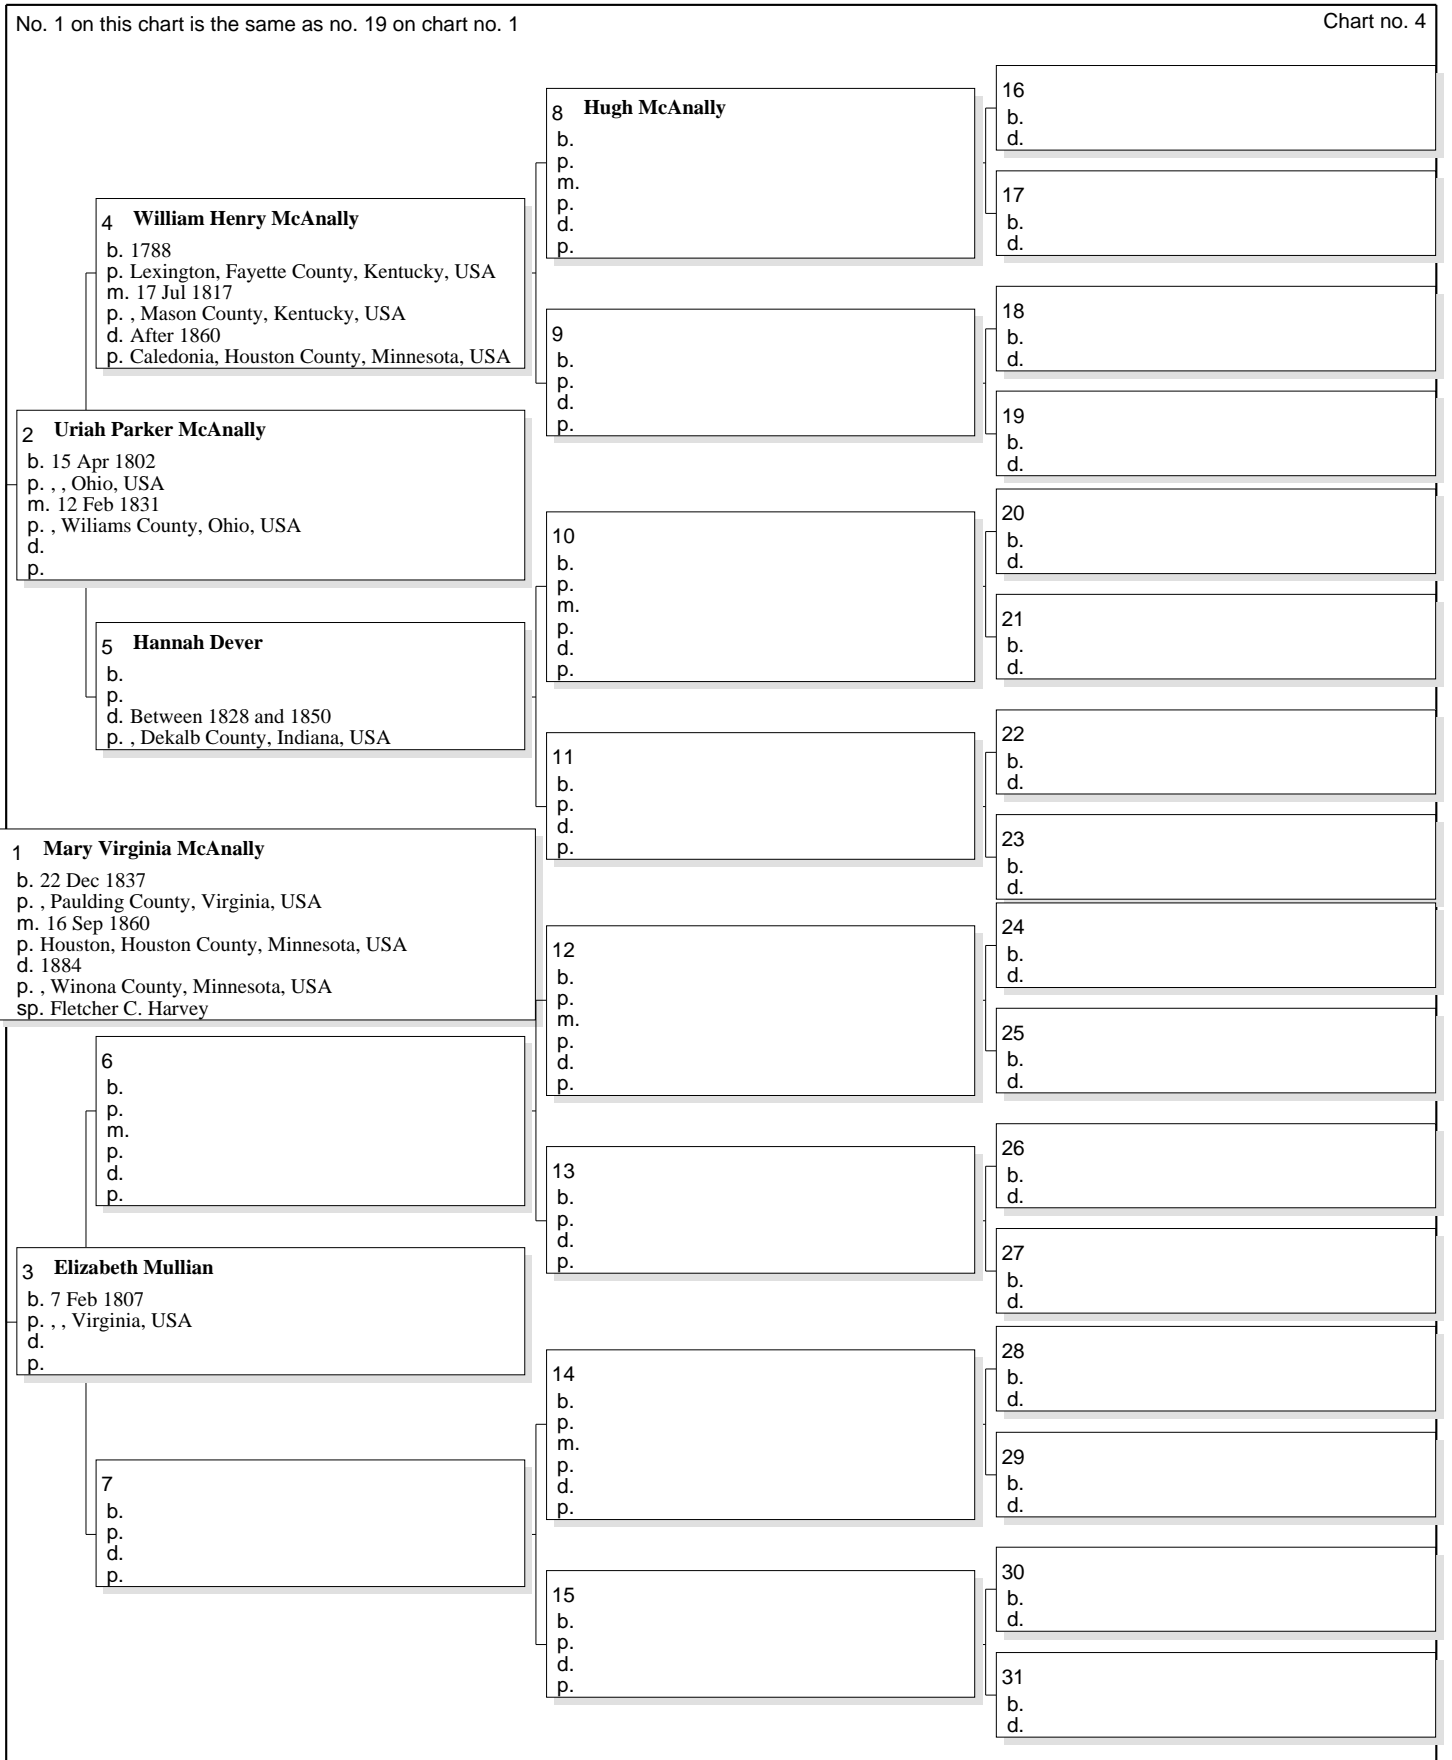 No. 1 on this chart is the same as no. 19 on chart no. 1
Chart no. 4
1 Mary Virginia McAnally
b. 22 Dec 1837
p. , Paulding County, Virginia, USA
m. 16 Sep 1860
p. Houston, Houston County, Minnesota, USA
d. 1884
p. , Winona County, Minnesota, USA
sp. Fletcher C. Harvey
2 Uriah Parker McAnally
b. 15 Apr 1802
p. , , Ohio, USA
m. 12 Feb 1831
p. , Wiliams County, Ohio, USA
d.
p.
3 Elizabeth Mullian
b. 7 Feb 1807
p. , , Virginia, USA
d.
p.
4 William Henry McAnally
b. 1788
p. Lexington, Fayette County, Kentucky, USA
m. 17 Jul 1817
p. , Mason County, Kentucky, USA
d. After 1860
p. Caledonia, Houston County, Minnesota, USA
5 Hannah Dever
b.
p.
d. Between 1828 and 1850
p. , Dekalb County, Indiana, USA
6
b.
p.
m.
p.
d.
p.
7
b.
p.
d.
p.
8 Hugh McAnally
b.
p.
m.
p.
d.
p.
9
b.
p.
d.
p.
10
b.
p.
m.
p.
d.
p.
11
b.
p.
d.
p.
12
b.
p.
m.
p.
d.
p.
13
b.
p.
d.
p.
14
b.
p.
m.
p.
d.
p.
15
b.
p.
d.
p.
16
b.
d.
17
b.
d.
18
b.
d.
19
b.
d.
20
b.
d.
21
b.
d.
22
b.
d.
23
b.
d.
24
b.
d.
25
b.
d.
26
b.
d.
27
b.
d.
28
b.
d.
29
b.
d.
30
b.
d.
31
b.
d.